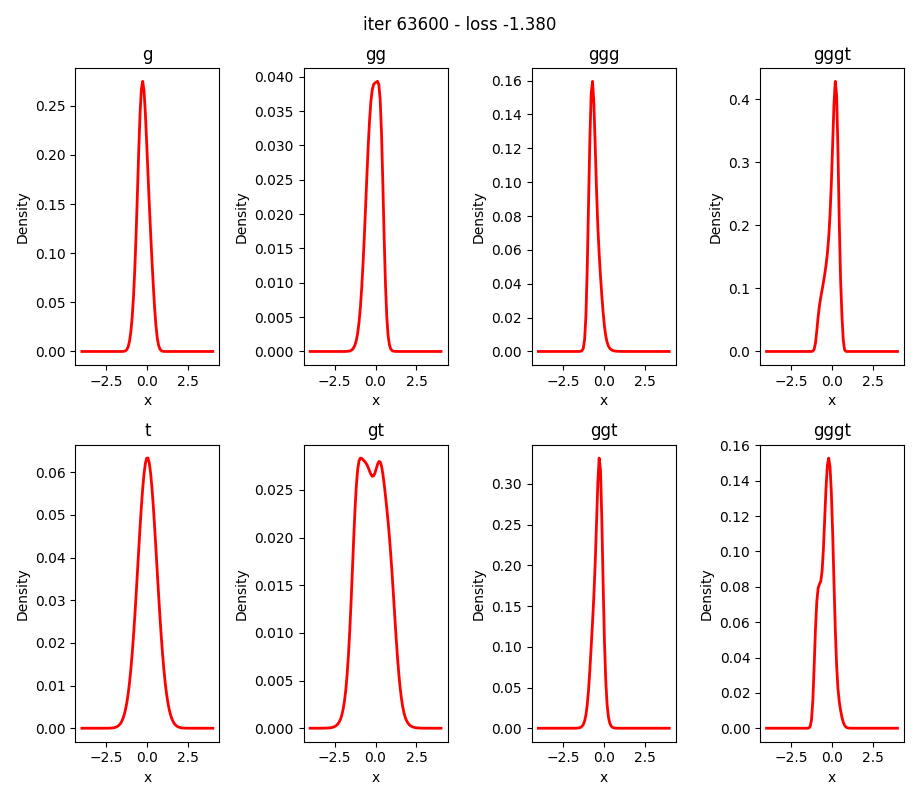 iter 63600 - loss -1.380
g
gg
ggg
gggt
0.25
0.20
0.15
0.10
0.05
0.00
Density
−2.5 0.0 2.5
x
0.040
0.035
0.030
0.025
0.020
0.015
0.010
0.005
0.000
Density
−2.5 0.0 2.5
x
0.16
0.14
0.12
0.10
0.08
0.06
0.04
0.02
0.00
Density
−2.5 0.0 2.5
x
0.4
0.3
0.2
0.1
0.0
Density
−2.5 0.0 2.5
x
t
gt
ggt
gggt
0.06
0.05
0.04
0.03
0.02
0.01
0.00
Density
−2.5 0.0 2.5
x
0.025
0.020
0.015
0.010
0.005
0.000
Density
−2.5 0.0 2.5
x
0.30
0.25
0.20
0.15
0.10
0.05
0.00
Density
−2.5 0.0 2.5
x
0.16
0.14
0.12
0.10
0.08
0.06
0.04
0.02
0.00
Density
−2.5 0.0 2.5
x